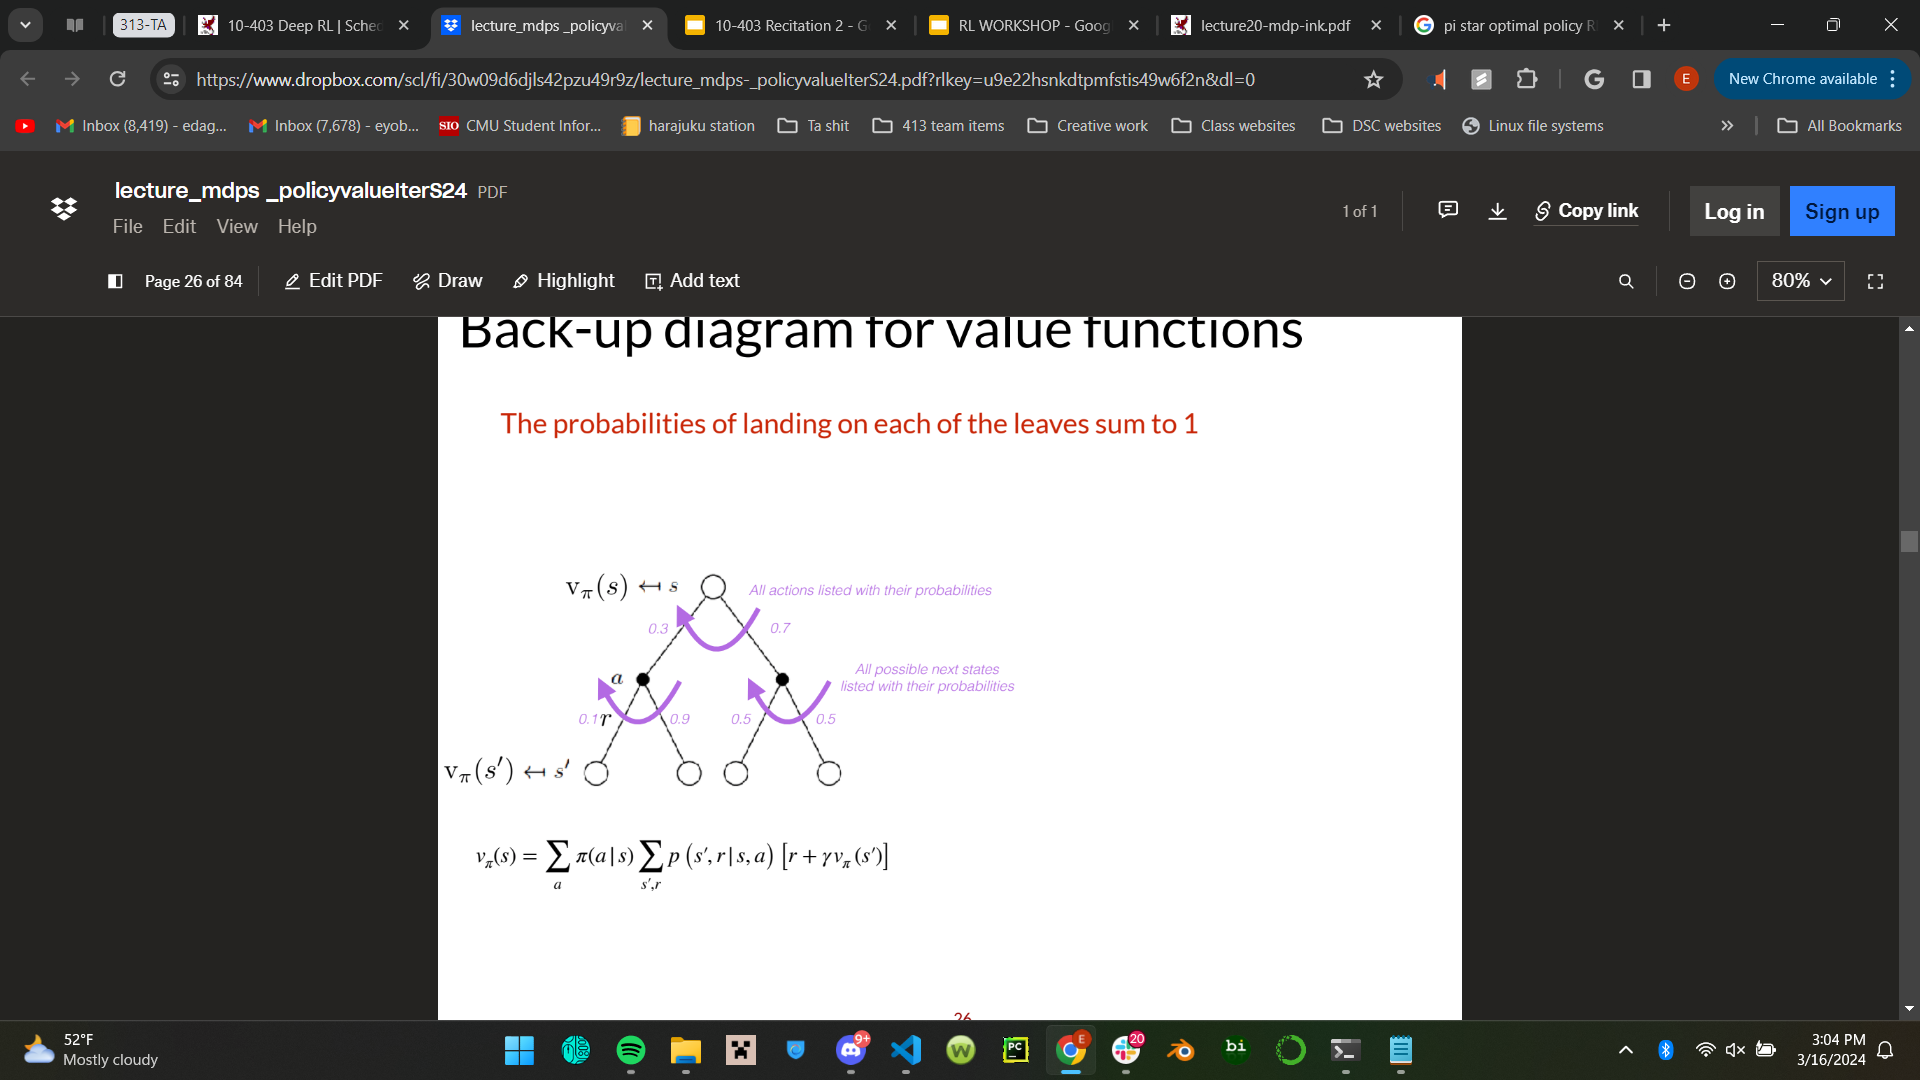 313-TA
10-403 Deep RL | Sched
lecture_mdps _policyval
10-403 Recitation 2 - G
RL WORKSHOP - Goog
lecture20-mdp-ink.pdf
pi star optimal policy R
https://www.dropbox.com/scl/fi/30w09d6djls42pzu49r9z/lecture_mdps-_policyvalueIterS24.pdf?rlkey=u9e22hsnkdtpmfstis49w6f2n&dl=0
E
New Chrome available
Inbox (8,419) - edag...
Inbox (7,678) - eyob...
SIO
CMU Student Infor...
harajuku station
Ta shit
413 team items
Creative work
Class websites
DSC websites
Linux file systems
All Bookmarks
lecture_mdps _policyvalueIterS24 PDF
File Edit View Help
1 of 1
Copy link
Log in
Sign up
Page 26 of 84
Edit PDF
Draw
Highlight
Add text
80%
Back-up diagram for value functions
The probabilities of landing on each of the leaves sum to 1
vπ(s) ↤ s
All actions listed with their probabilities
0.3
0.7
All possible next states
listed with their probabilities
a
0.1 r 0.9 0.5 0.5
vπ(s′) ↤ s′
vπ(s) = ∑ π(a|s) ∑ p (s′, r|s, a) [r + γvπ(s′)]
a s′,r
26
52°F
Mostly cloudy
9+
PC
E
20
bi
3:04 PM
3/16/2024